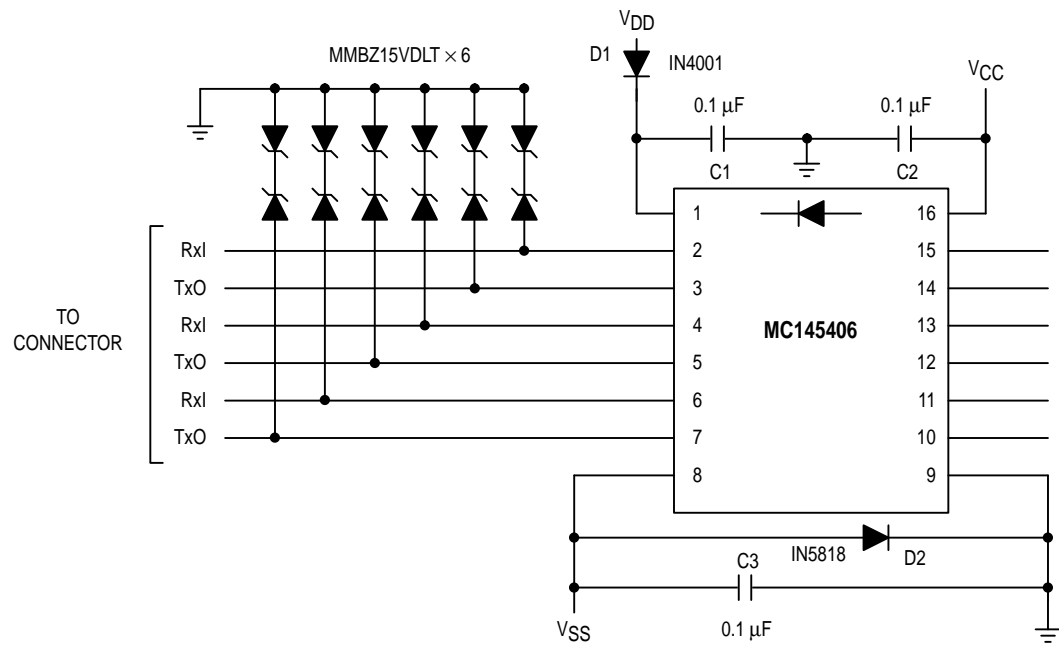 V_DD
MMBZ15VDLT × 6
D1
IN4001
V_CC
0.1 µF
0.1 µF
C1
C2
1
16
RxI
2
15
TxO
3
14
TO CONNECTOR
RxI
4
MC145406
13
TxO
5
12
RxI
6
11
TxO
7
10
8
9
IN5818
D2
C3
V_SS
0.1 µF